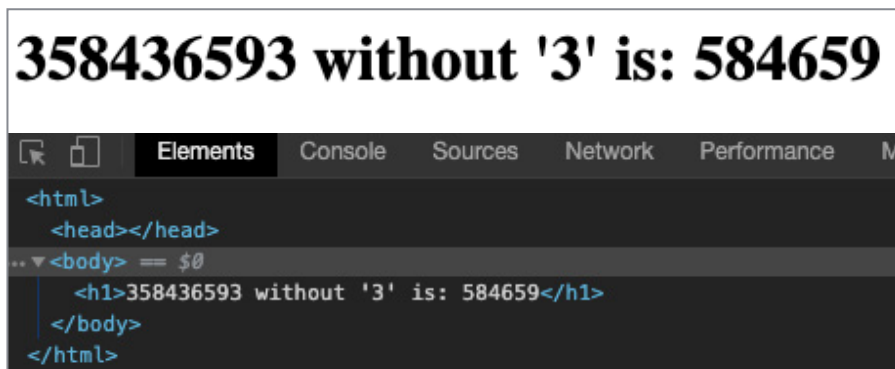 358436593 without '3' is: 584659
Elements Console Sources Network Performance M
<html>
<head></head>
..▼<body> == $0
<h1>358436593 without '3' is: 584659</h1>
</body>
</html>